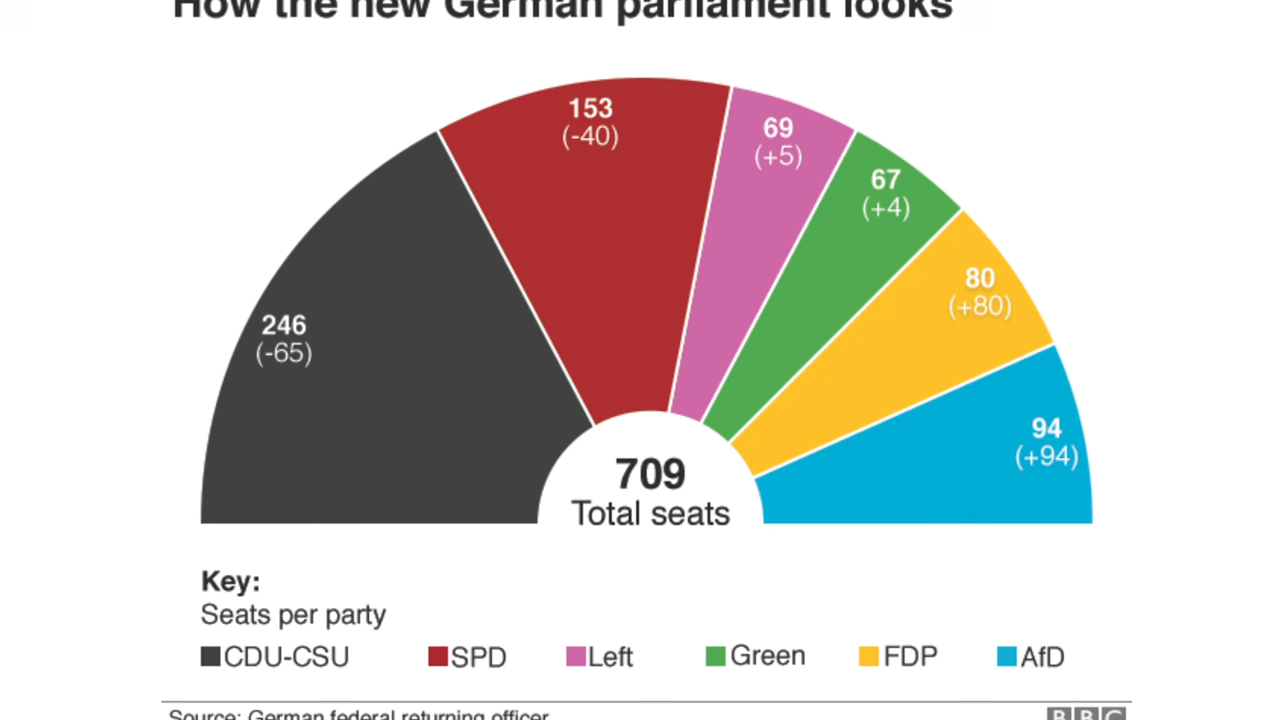 How the new German parliament looks
153
(-40)
69
(+5)
67
(+4)
80
(+80)
246
(-65)
94
(+94)
709
Total seats
Key:
Seats per party
CDU-CSU SPD Left Green FDP AfD
Source: German federal returning officer
BBC